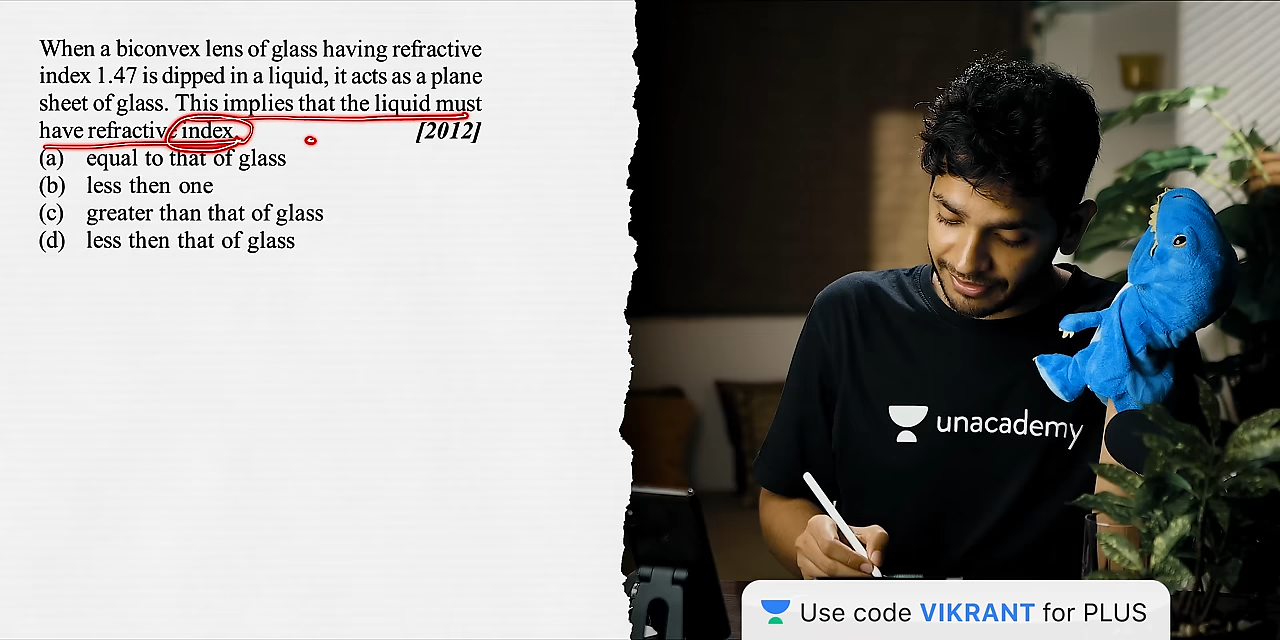 When a biconvex lens of glass having refractive
index 1.47 is dipped in a liquid, it acts as a plane
sheet of glass. This implies that the liquid must
have refractive index. [2012]
(a) equal to that of glass
(b) less then one
(c) greater than that of glass
(d) less then that of glass
unacademy
Use code VIKRANT for PLUS